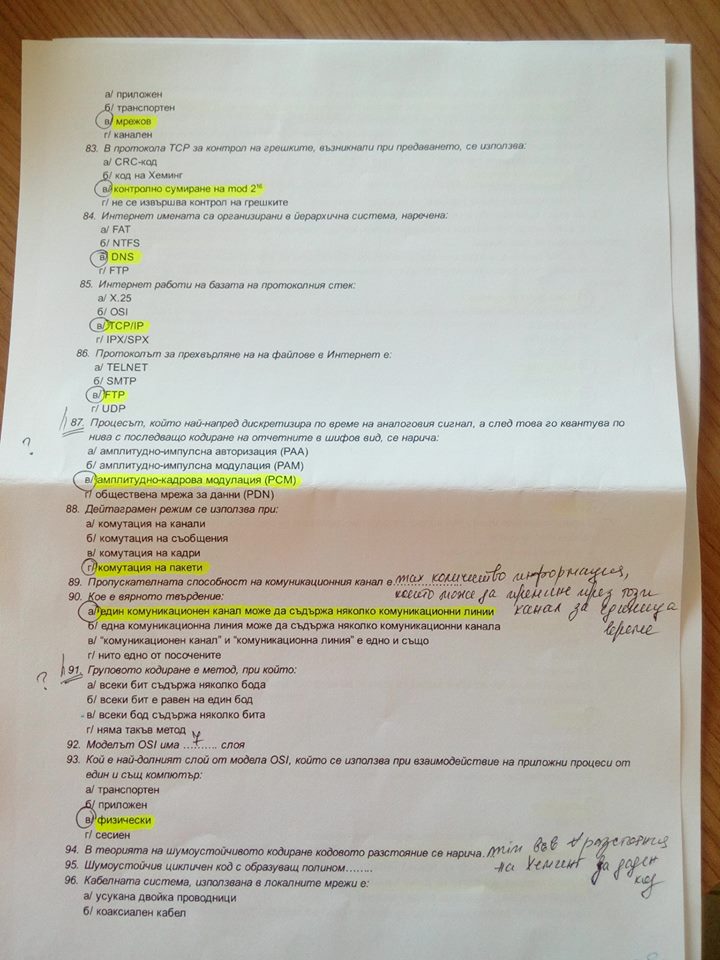 а/ приложен
б/ транспортен
в/ мрежов
г/ канален
83. В протокола TCP за контрол на грешките, възникнали при предаването, се използва:
а/ CRC-код
б/ код на Хеминг
в/ контролно сумиране на mod 2¹⁶
г/ не се извършва контрол на грешките
84. Интернет имената са организирани в йерархична система, наречена:
а/ FAT
б/ NTFS
в/ DNS
г/ FTP
85. Интернет работи на базата на протоколния стек:
а/ X.25
б/ OSI
в/ TCP/IP
г/ IPX/SPX
86. Протоколът за прехвърляне на на файлове в Интернет е:
а/ TELNET
б/ SMTP
в/ FTP
г/ UDP
87. Процесът, който най-напред дискретизира по време на аналоговия сигнал, а след това го квантува по
? нива с последващо кодиране на отчетните в шифов вид, се нарича:
а/ амплитудно-импулсна авторизация (PAA)
б/ амплитудно-импулсна модулация (PAM)
в/ амплитудно-кадрова модулация (PCM)
г/ обществена мрежа за данни (PDN)
88. Дейтаграмен режим се използва при:
а/ комутация на канали
б/ комутация на съобщения
в/ комутация на кадри
г/ комутация на пакети
89. Пропускателната способност на комуникационния канал е max количество информация,
което може да премине през този
канал за единица
време
90. Кое е вярното твърдение:
а/ един комуникационен канал може да съдържа няколко комуникационни линии
б/ една комуникационна линия може да съдържа няколко комуникационни канала
в/ "комуникационен канал" и "комуникационна линия" е едно и също
г/ нито едно от посочените
91. Груповото кодиране е метод, при който:
? а/ всеки бит съдържа няколко бода
б/ всеки бит е равен на един бод
в/ всеки бод съдържа няколко бита
г/ няма такъв метод
92. Моделът OSI има ...7... слоя
93. Кой е най-долният слой от модела OSI, който се използва при взаимодействие на приложни процеси от
един и същ компютър:
а/ транспортен
б/ приложен
в/ физически
г/ сесиен
94. В теорията на шумоустойчивото кодиране кодовото разстояние се нарича min разстояния
на Хеминг за даден
код
95. Шумоустойчив цикличен код с образуващ полином........
96. Кабелната система, използвана в локалните мрежи е:
а/ усукана двойка проводници
б/ коаксиален кабел